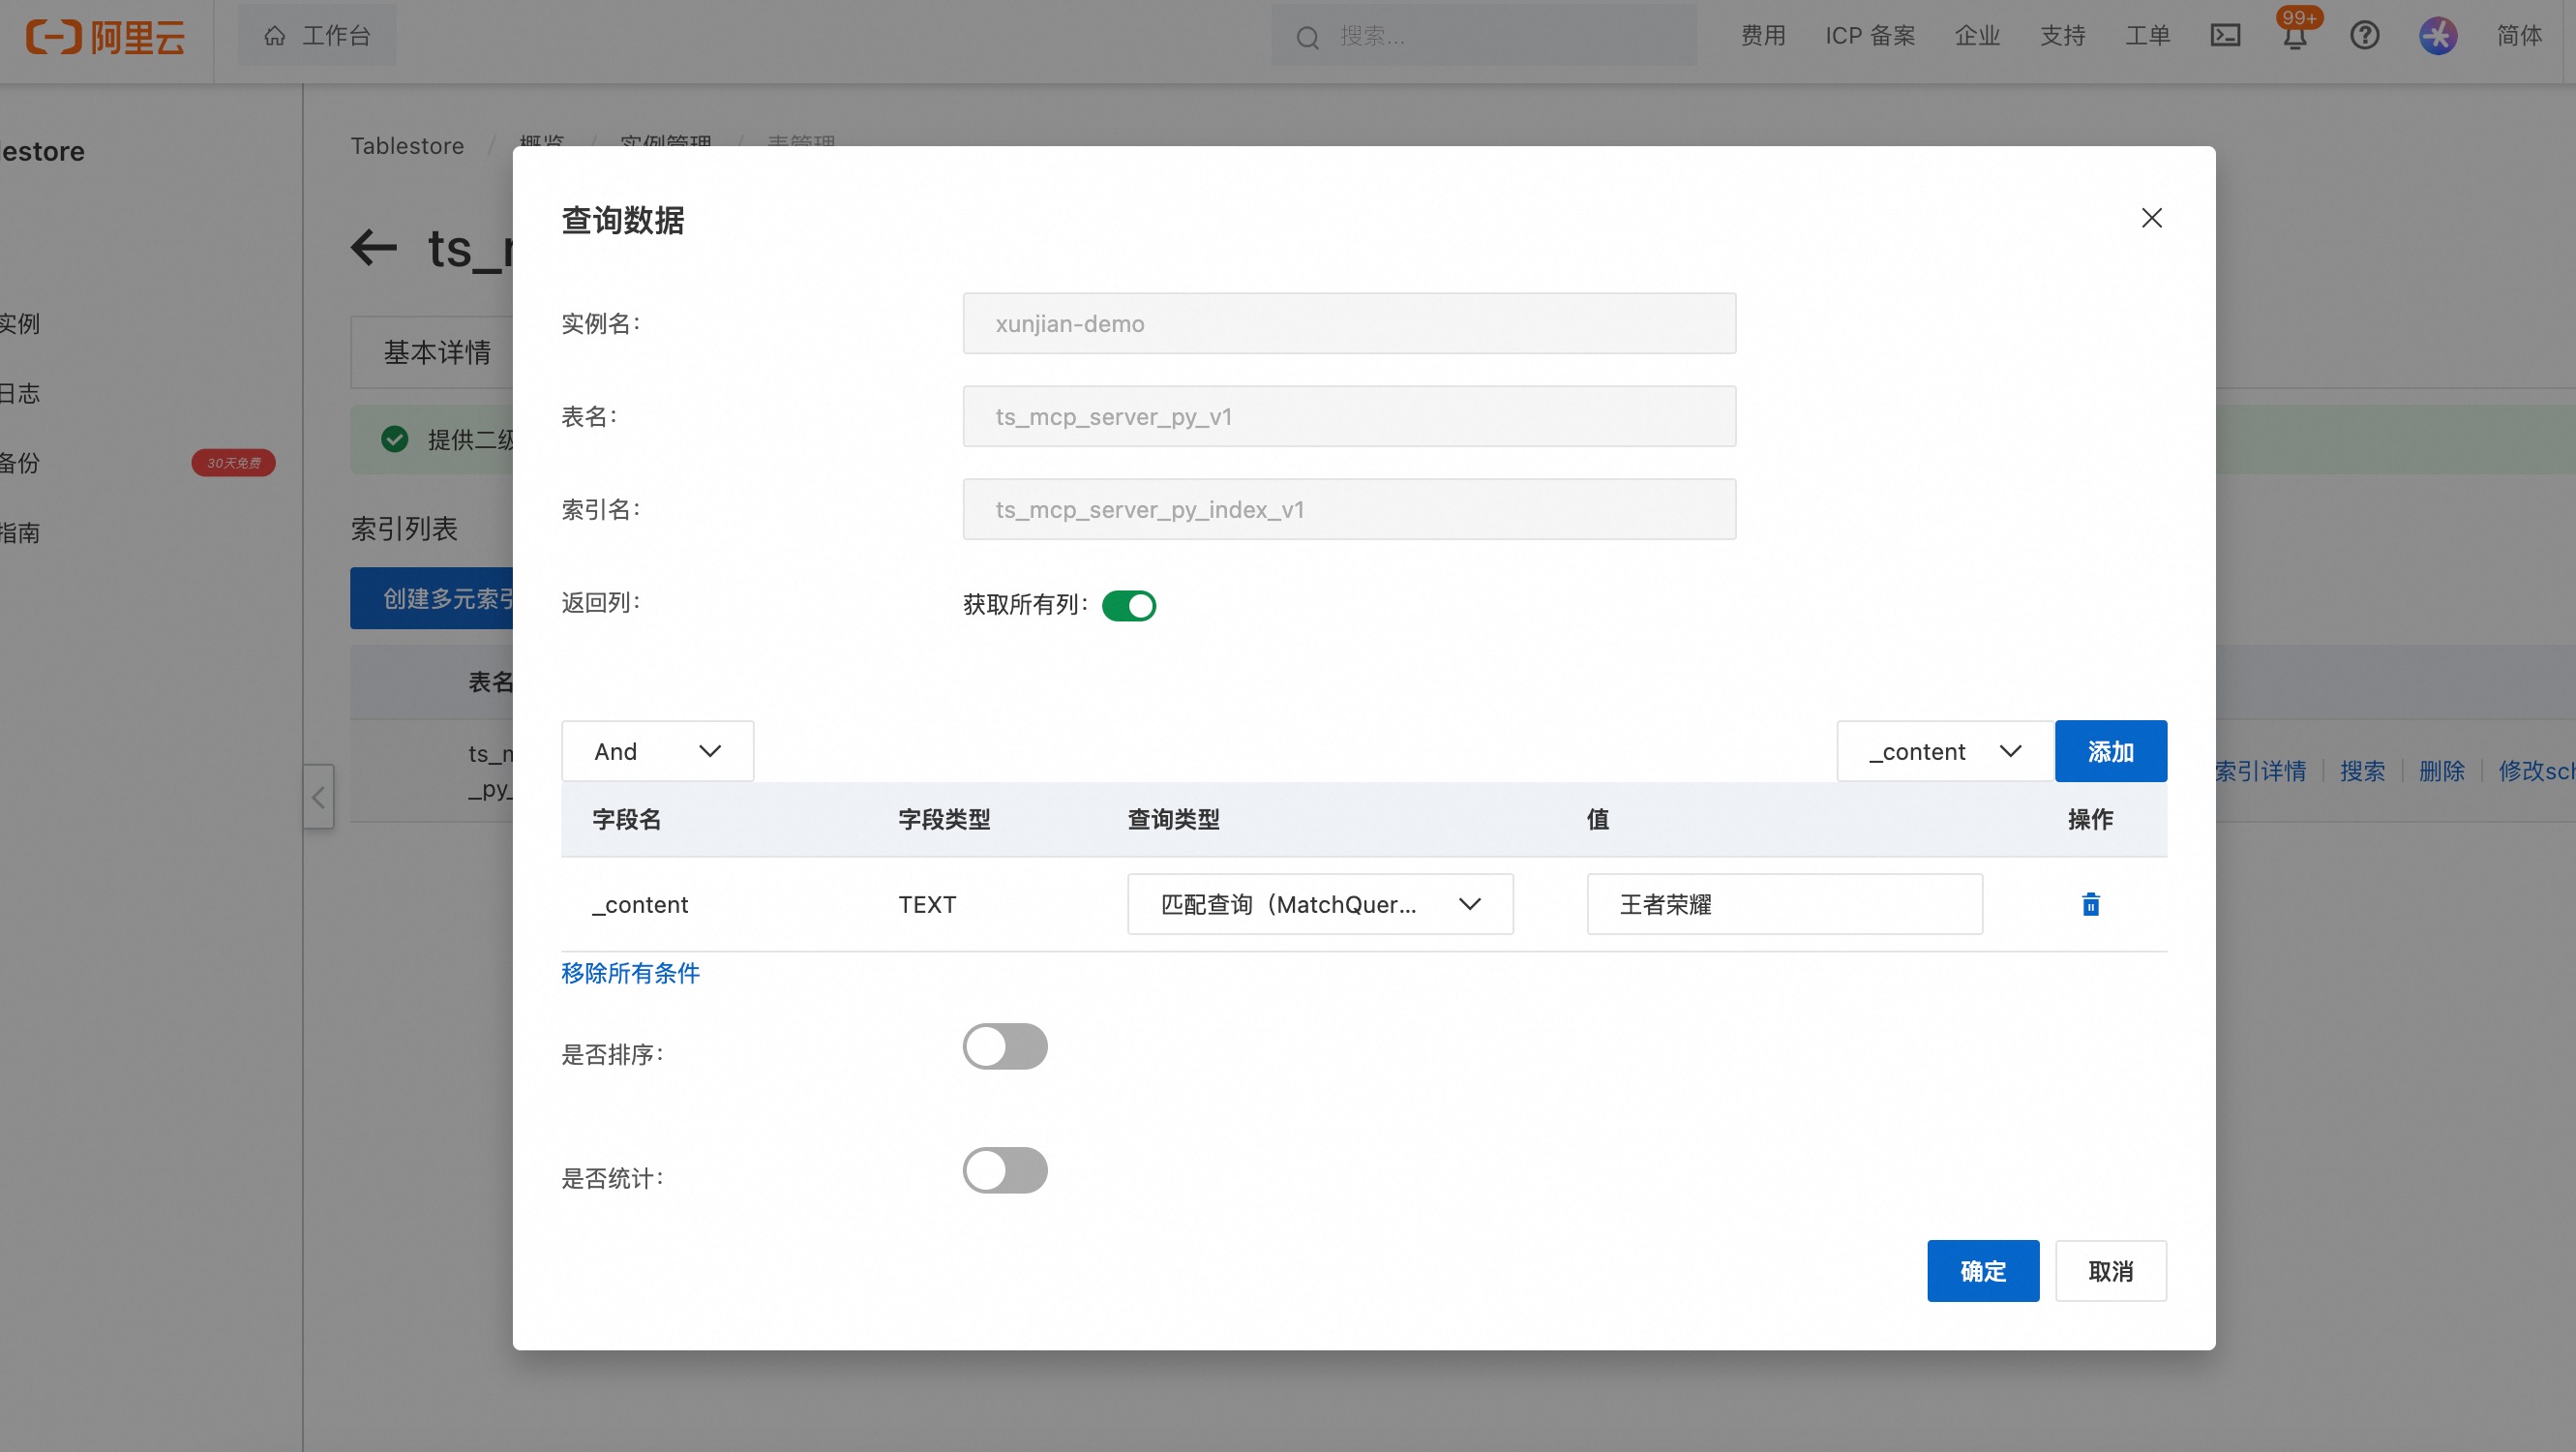 阿里云 工作台 搜索... 费用 ICP 备案 企业 支持 工单 99+ 简体
estore
Tablestore / 概览 / 实例管理 / 表管理
ts_
实例
日志
备份 30天免费
指南
基本详情
提供二级
索引列表
创建多元索引
表名
ts_m
_py_
索引详情 搜索 删除 修改sch
查询数据
实例名： xunjian-demo
表名： ts_mcp_server_py_v1
索引名： ts_mcp_server_py_index_v1
返回列： 获取所有列：
And _content 添加
字段名 字段类型 查询类型 值 操作
_content TEXT 匹配查询（MatchQuer... 王者荣耀
移除所有条件
是否排序：
是否统计：
确定 取消